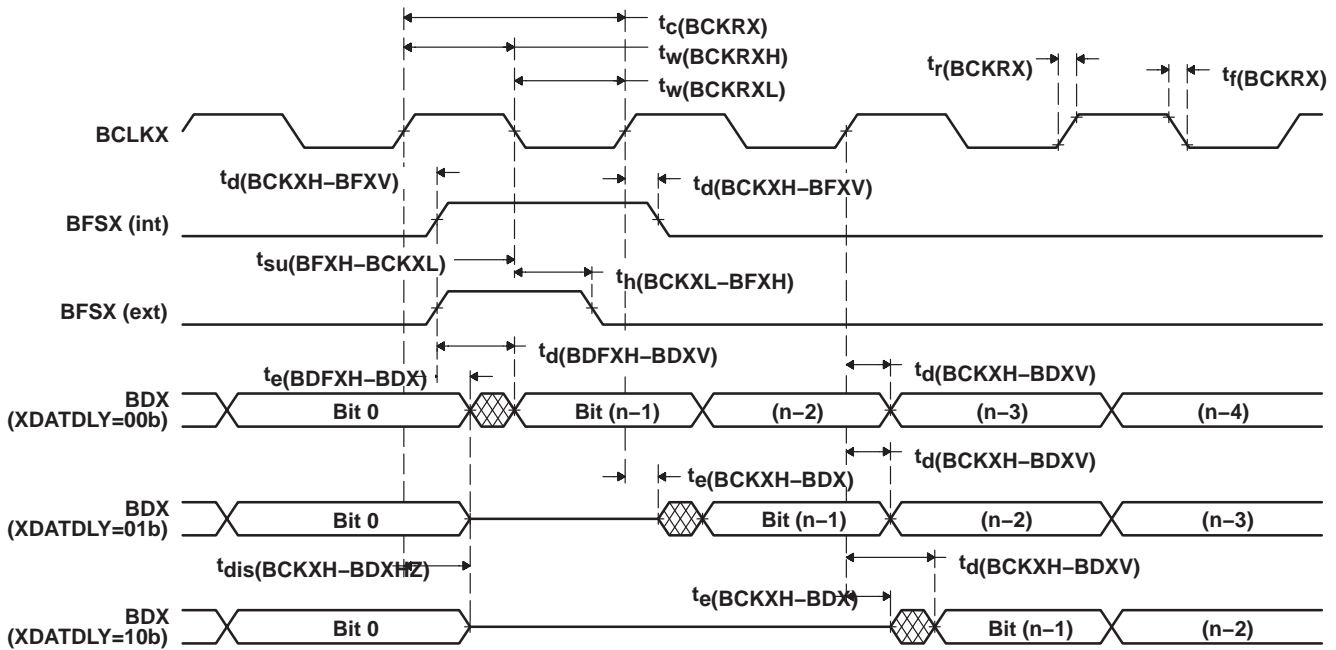 tc(BCKRX)
tw(BCKRXH)
tr(BCKRX)
tf(BCKRX)
tw(BCKRXL)
BCLKX
td(BCKXH–BFXV)
td(BCKXH–BFXV)
BFSX (int)
tsu(BFXH–BCKXL)
th(BCKXL–BFXH)
BFSX (ext)
td(BDFXH–BDXV)
te(BDFXH–BDX)
td(BCKXH–BDXV)
BDX
(XDATDLY=00b)
Bit 0
Bit (n–1)
(n–2)
(n–3)
(n–4)
td(BCKXH–BDXV)
te(BCKXH–BDX)
BDX
(XDATDLY=01b)
Bit 0
Bit (n–1)
(n–2)
(n–3)
tdis(BCKXH–BDXHZ)
td(BCKXH–BDXV)
te(BCKXH–BDX)
BDX
(XDATDLY=10b)
Bit 0
Bit (n–1)
(n–2)